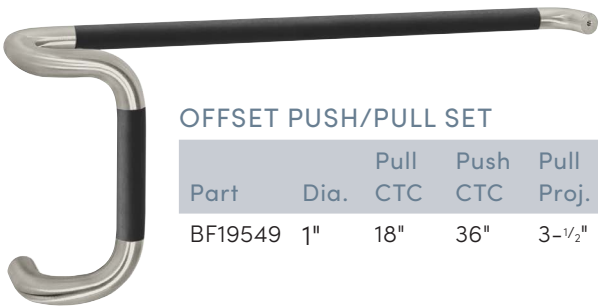 OFFSET PUSH/PULL SET
Pull Push Pull
Part Dia. CTC CTC Proj.
BF19549 1" 18" 36" 3-½"